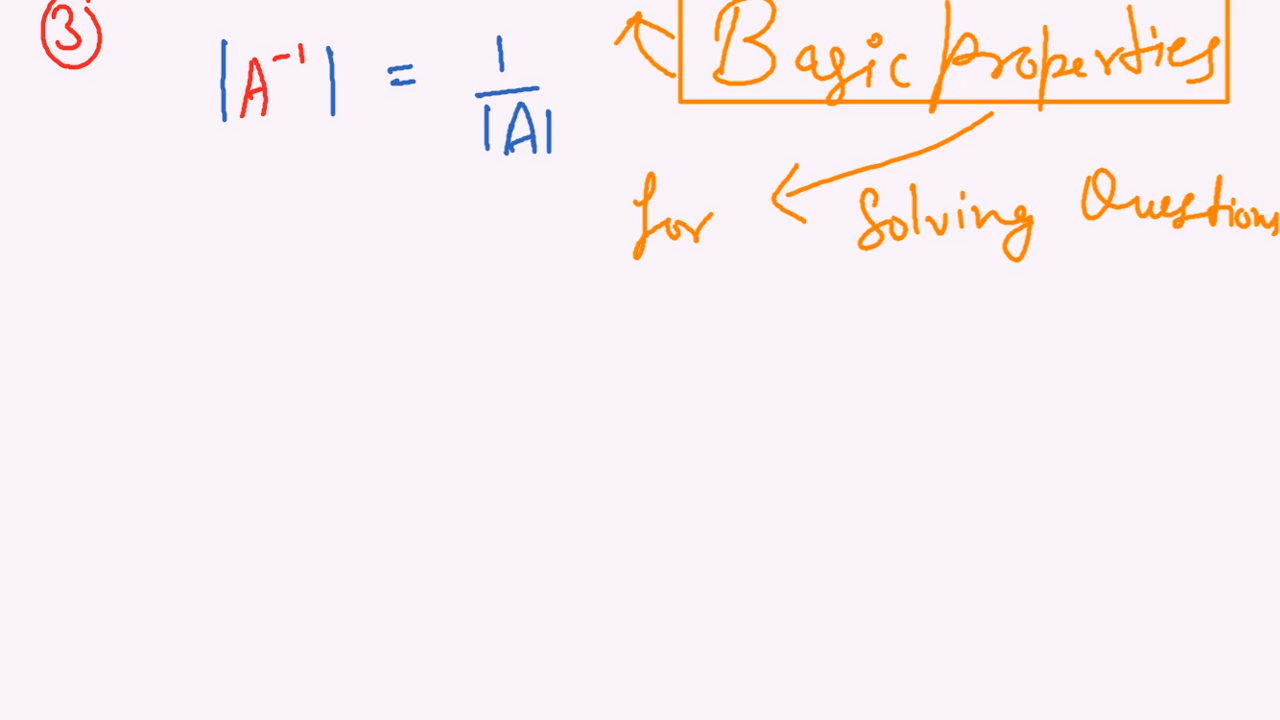 ③ |A⁻¹| = 1/|A|
Basic properties
for Solving Questions